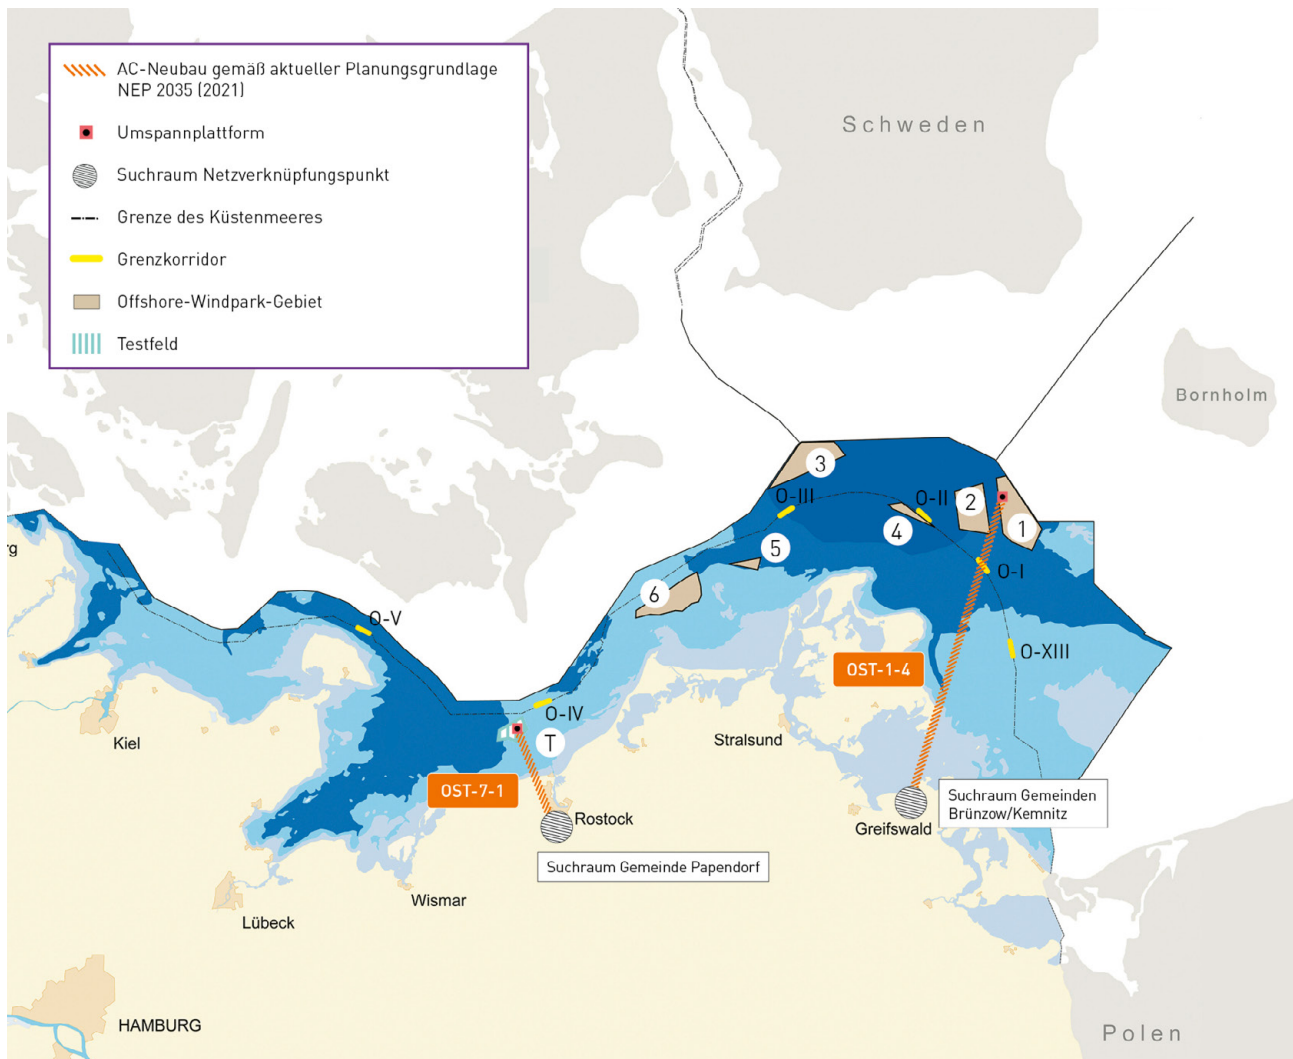 AC-Neubau gemäß aktueller Planungsgrundlage
NEP 2035 (2021)
Umspannplattform
Suchraum Netzverknüpfungspunkt
Grenze des Küstenmeeres
Grenzkorridor
Offshore-Windpark-Gebiet
Testfeld
Schweden
Bornholm
3
O-III
O-II
2
1
4
5
O-I
6
O-V
O-XIII
OST-1-4
O-IV
T
Kiel
Stralsund
OST-7-1
Suchraum Gemeinden
Brünzow/Kemnitz
Rostock
Greifswald
Suchraum Gemeinde Papendorf
Wismar
Lübeck
HAMBURG
Polen
rg